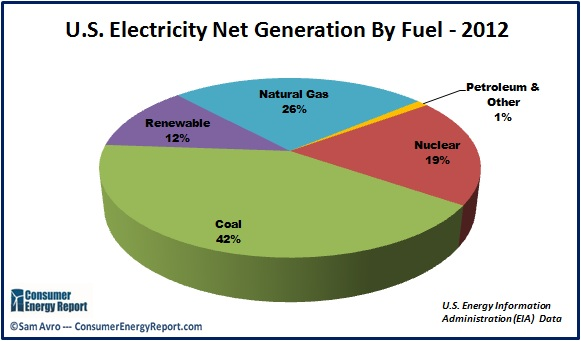 U.S. Electricity Net Generation By Fuel - 2012
Natural Gas
26%
Petroleum &
Other
1%
Renewable
12%
Nuclear
19%
Coal
42%
Consumer
Energy Report
©Sam Avro --- ConsumerEnergyReport.com
U.S. Energy Information
Administration(EIA) Data